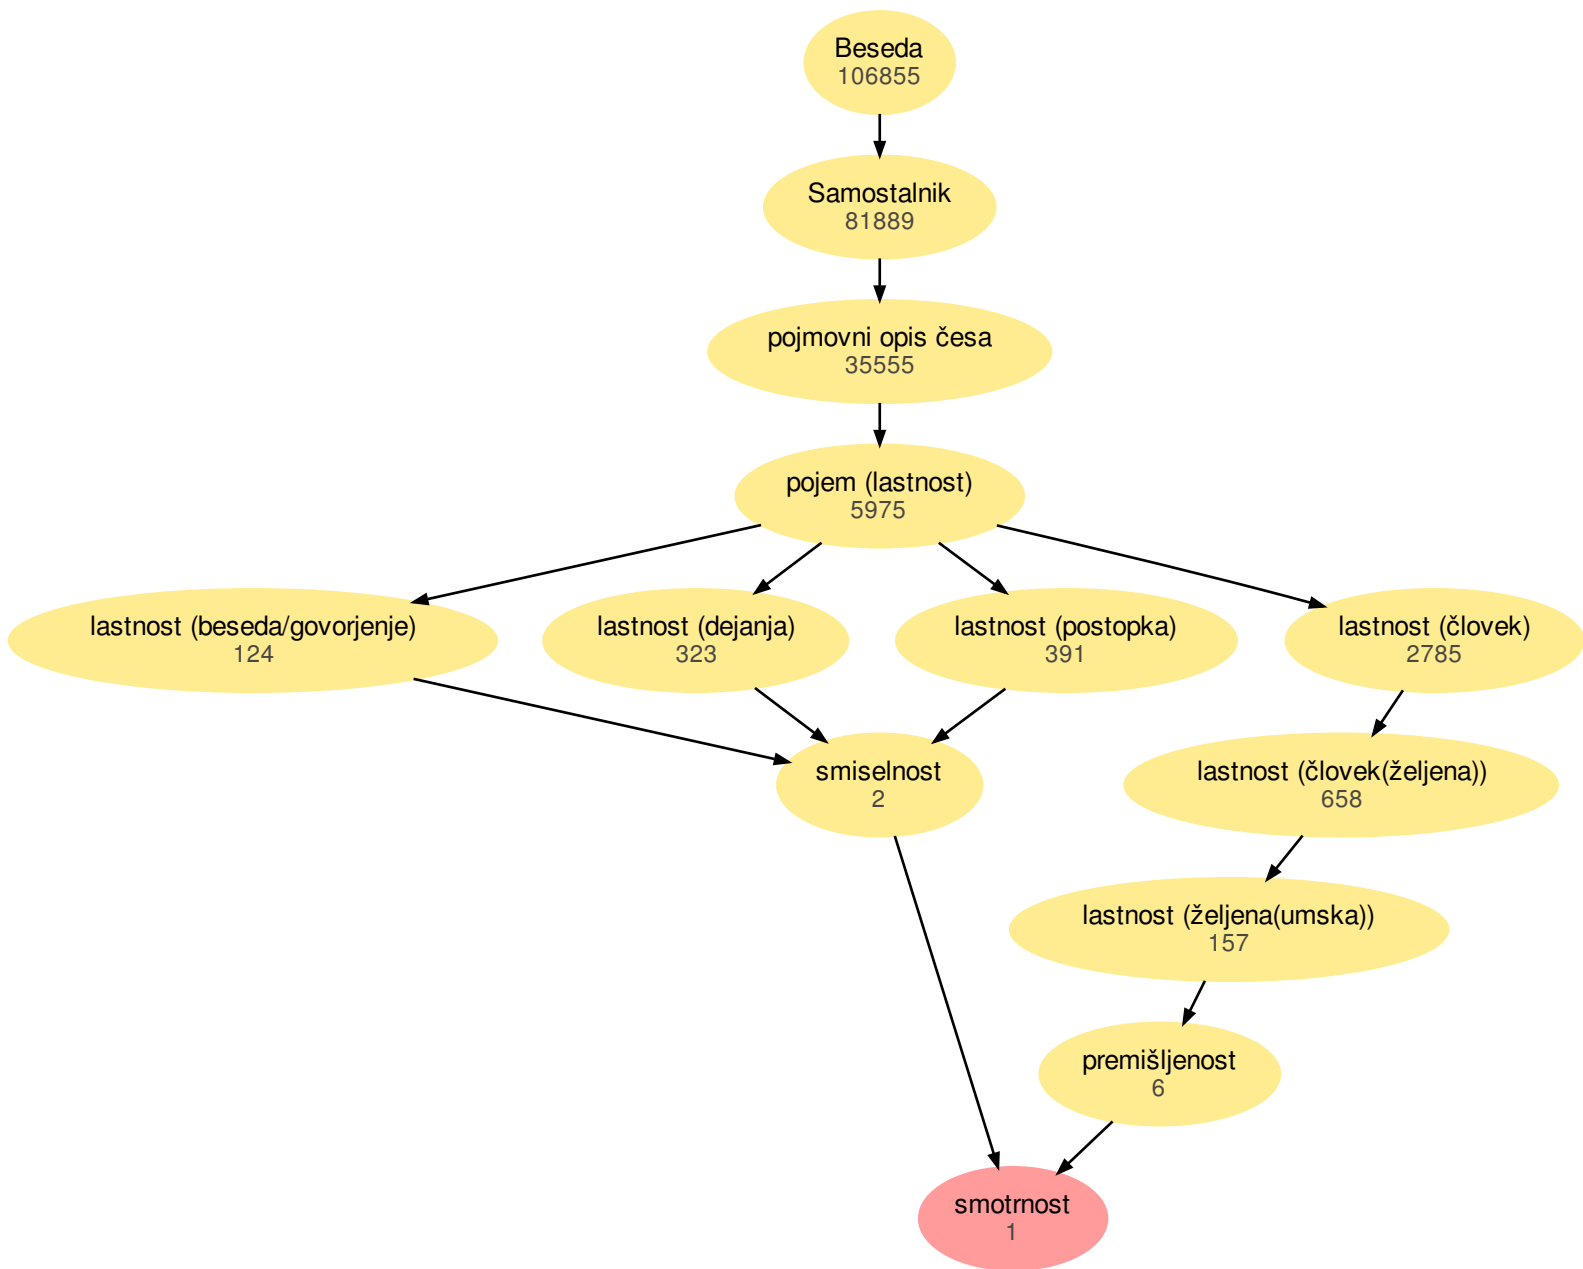 Beseda
106855
Samostalnik
81889
pojmovni opis česa
35555
pojem (lastnost)
5975
lastnost (beseda/govorjenje)
124
lastnost (dejanja)
323
lastnost (postopka)
391
lastnost (človek)
2785
smiselnost
2
lastnost (človek(željena))
658
lastnost (željena(umska))
157
premišljenost
6
smotrnost
1